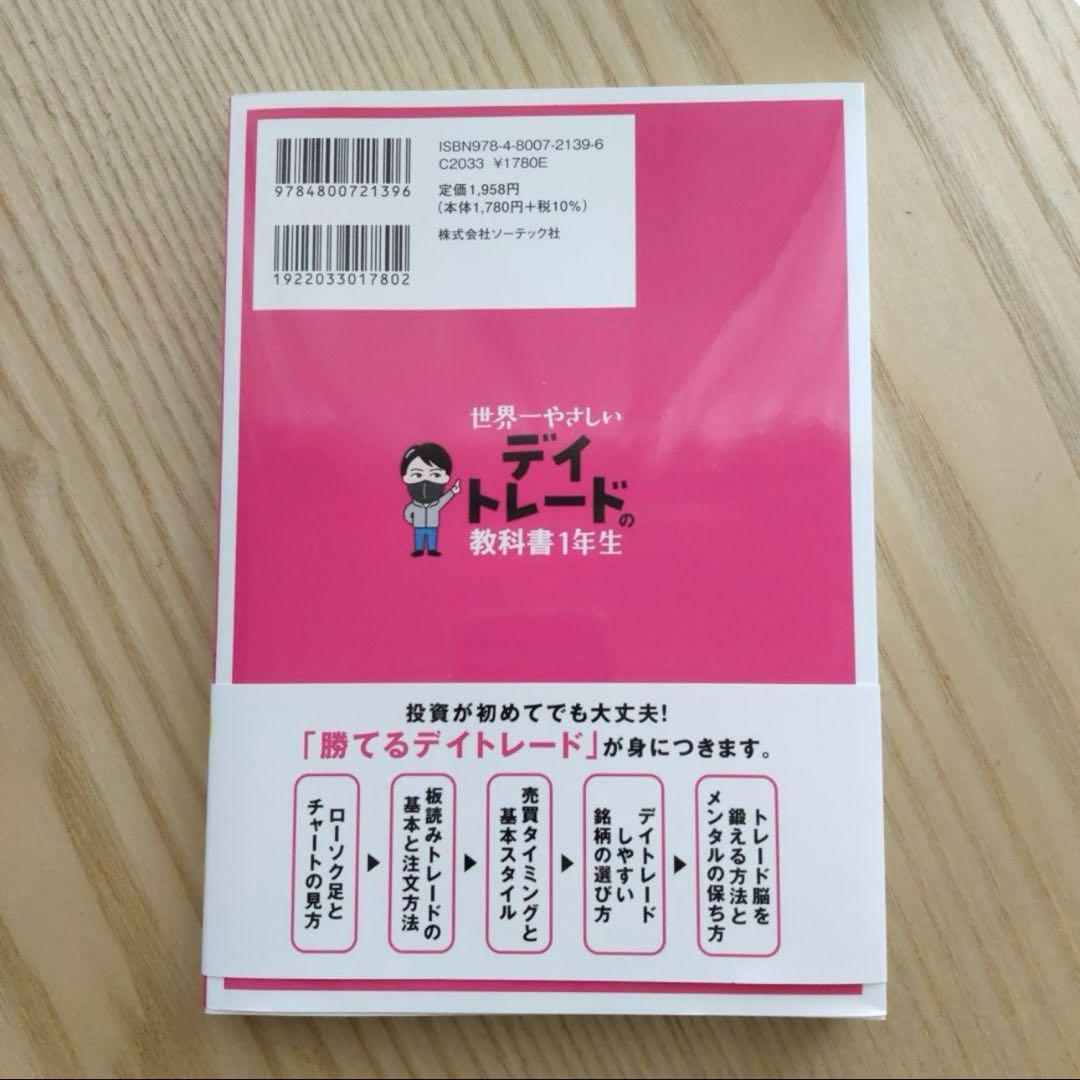 ISBN978-4-8007-2139-6
C2033 ¥1780E
9784800721396
定価1,958円
(本体1,780円+税10%)
株式会社ソーテック社
1922033017802
世界一やさしい
デイ
トレードの
教科書1年生
投資が初めてでも大丈夫!
「勝てるデイトレード」が身につきます。
ローソク足と
チャートの見方
板読みトレードの
基本と注文方法
売買タイミングと
基本スタイル
デイトレード
しやすい
銘柄の選び方
トレード脳を
鍛える方法と
メンタルの保ち方